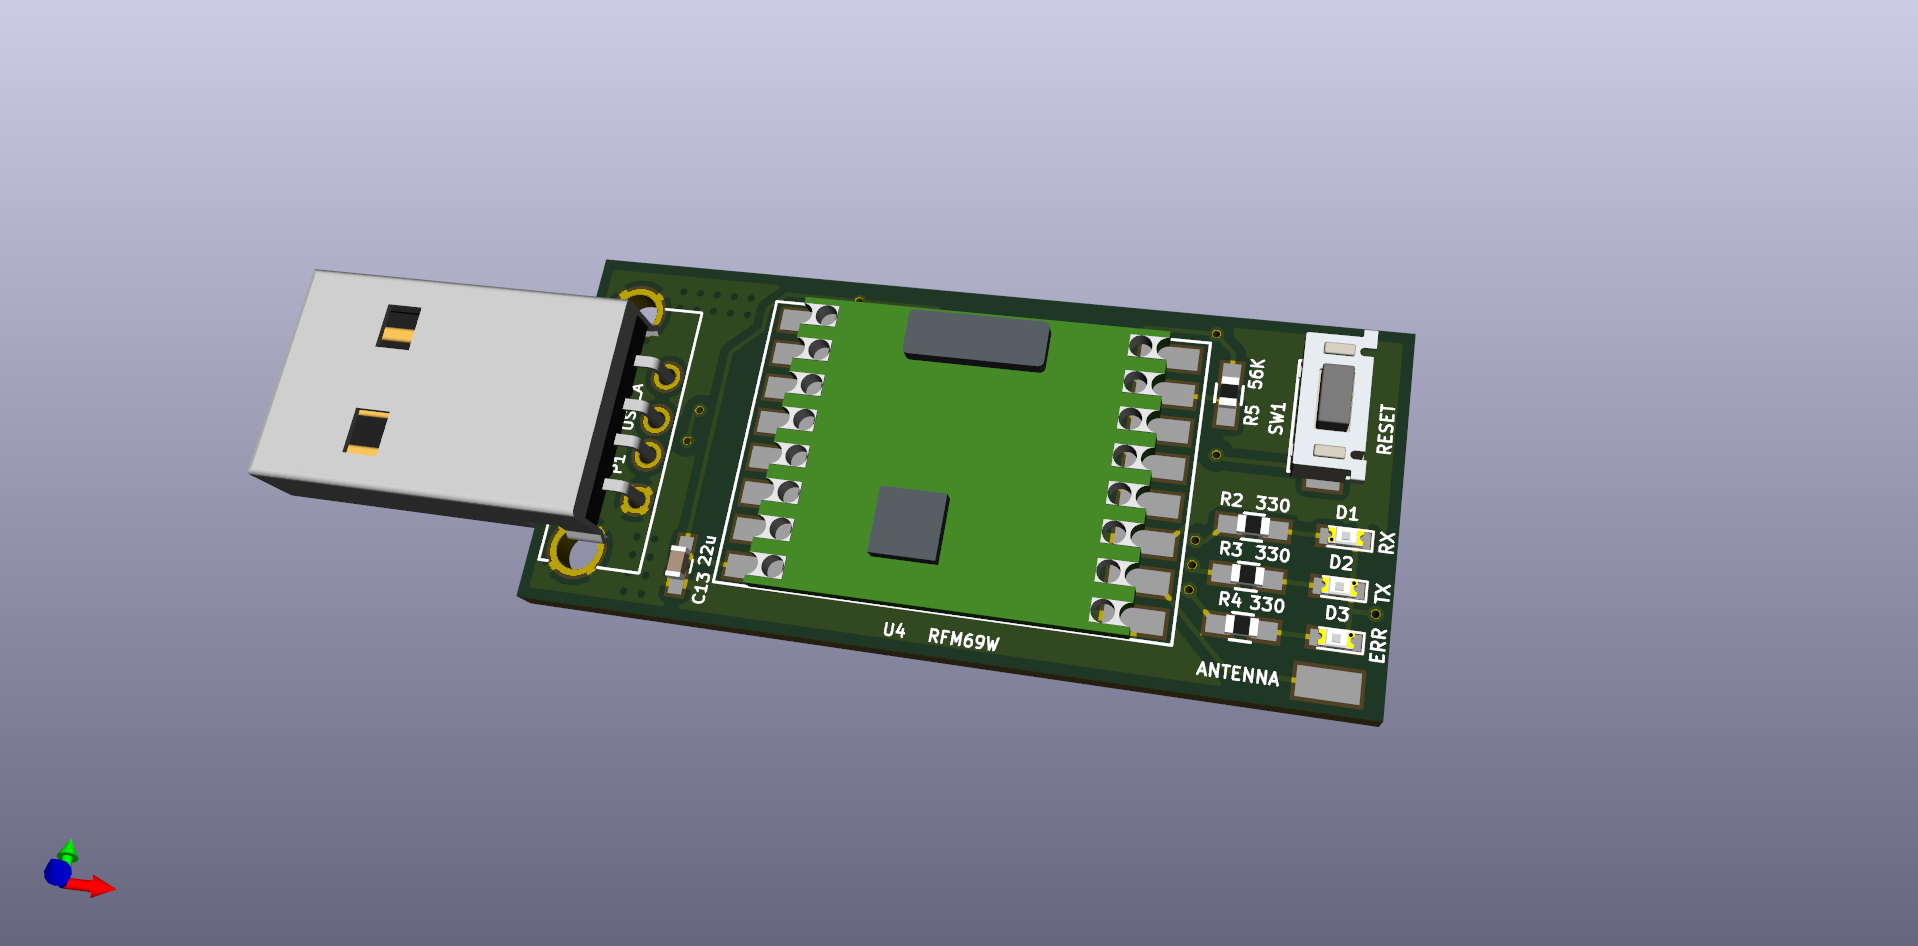 P1
C13 22u
U4 RFM69W
R5 56K
SW1
RESET
R2 330
D1
RX
R3 330
D2
TX
R4 330
D3
ERR
ANTENNA